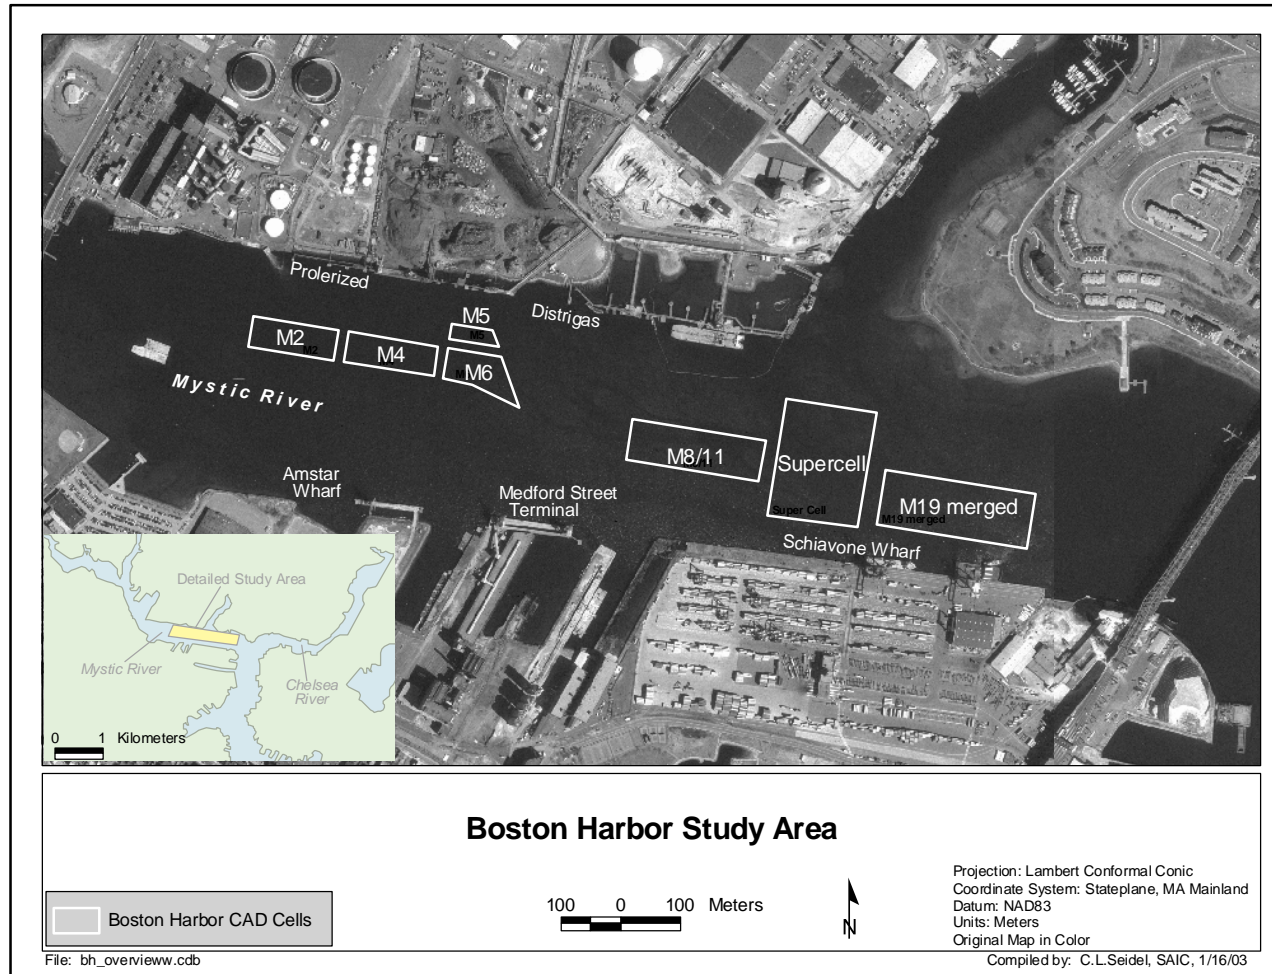 Prolerized
Distrigas
M5
M5
M2
M2
M4
M6
Mystic River
M8/11
Supercell
Super Cell
M19 merged
M19 merged
Amstar
Wharf
Medford Street
Terminal
Schiavone Wharf
Detailed Study Area
Mystic River
Chelsea
River
0 1 Kilometers
Boston Harbor Study Area
Boston Harbor CAD Cells
100 0 100 Meters
N
Projection: Lambert Conformal Conic
Coordinate System: Stateplane, MA Mainland
Datum: NAD83
Units: Meters
Original Map in Color
File: bh_overvieww.cdb
Compiled by: C.L.Seidel, SAIC, 1/16/03